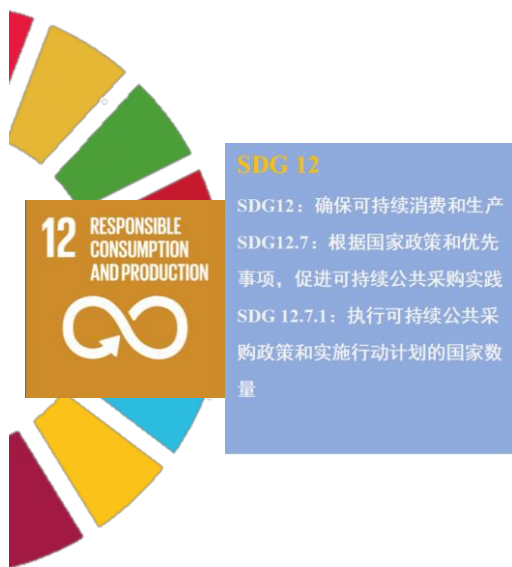 12 RESPONSIBLE
CONSUMPTION
AND PRODUCTION
SDG 12
SDG12：确保可持续消费和生产
SDG12.7：根据国家政策和优先
事项，促进可持续公共采购实践
SDG 12.7.1：执行可持续公共采
购政策和实施行动计划的国家数
量